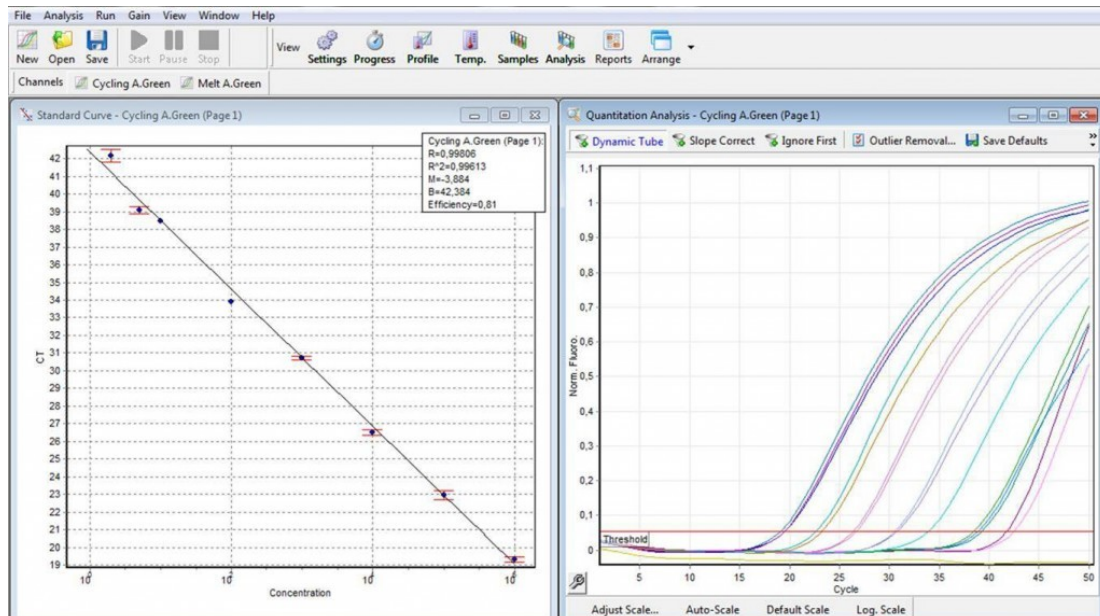 File Analysis Run Gain View Window Help
New Open Save Start Pause Stop View Settings Progress Profile Temp. Samples Analysis Reports Arrange
Channels Cycling A.Green Melt A.Green
Standard Curve - Cycling A.Green (Page 1)
Cycling A.Green (Page 1):
R=0,99806
R^2=0,99613
M=-3,884
B=42,384
Efficiency=0,81
42
41
40
39
38
37
35
34
33
31
30
29
27
26
25
23
22
20
19
CT
Concentration
Quantitation Analysis - Cycling A.Green (Page 1)
Dynamic Tube Slope Correct Ignore First Outlier Removal... Save Defaults »
1,1
1
0,9
0,8
0,7
0,6
0,5
0,4
0,3
0,2
0,1
0
Norm. Fluoro.
Threshold
5 10 15 20 25 30 35 40 45 50
Cycle
Adjust Scale... Auto-Scale Default Scale Log. Scale